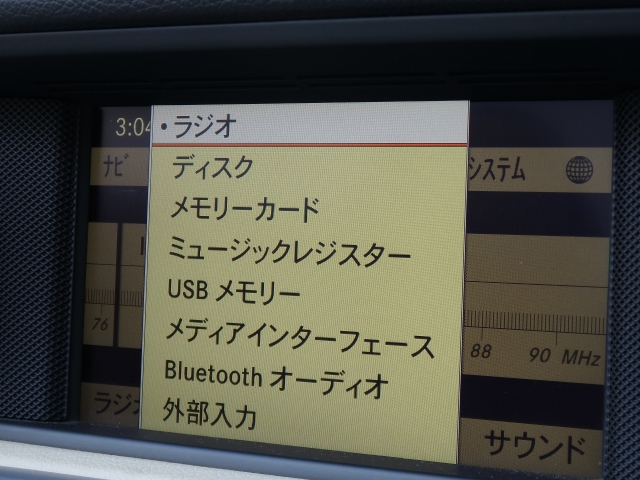 3:04
・ラジオ
ディスク
メモリーカード
ミュージックレジスター
USB メモリー
メディアインターフェース
Bluetooth オーディオ
外部入力
ナビ
システム
76
88 90 MHz
ラジオ
サウンド